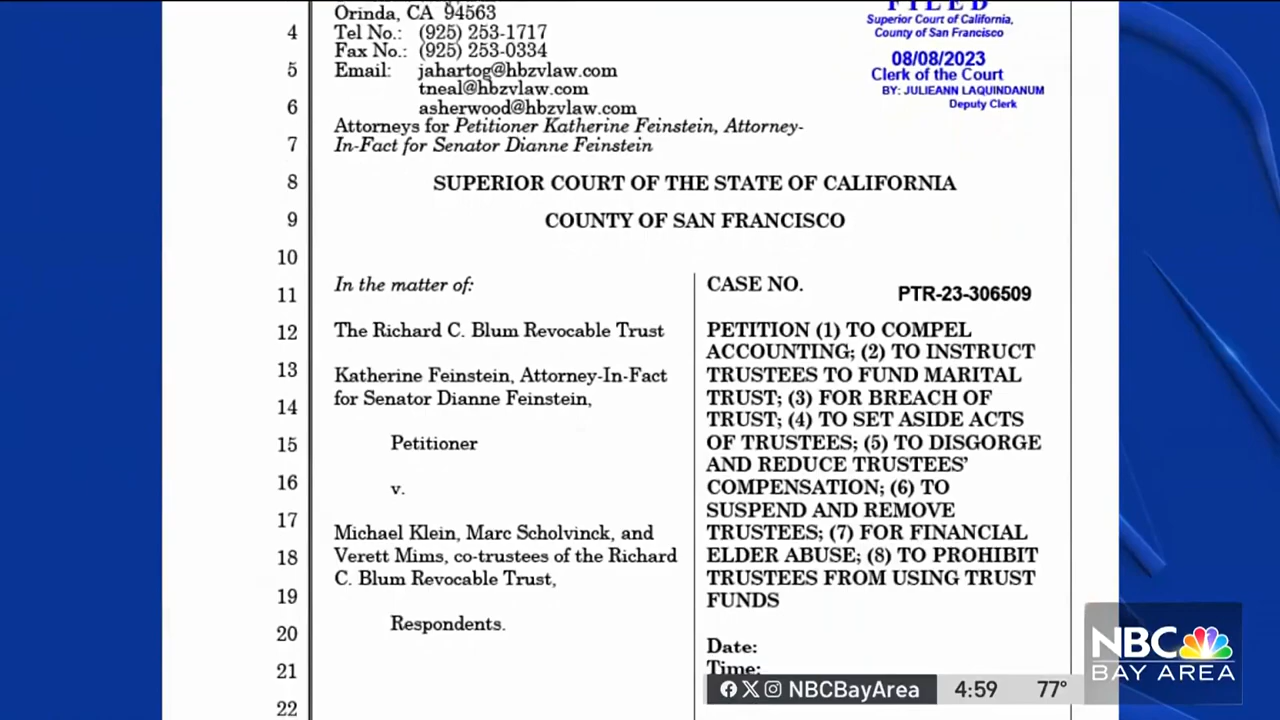 Orinda, CA 94563
FILED
Superior Court of California,
County of San Francisco
08/08/2023
Clerk of the Court
BY: JULIEANN LAQUINDANUM
Deputy Clerk
4
Tel No.: (925) 253-1717
Fax No.: (925) 253-0334
5
Email: jahartog@hbzvlaw.com
tneal@hbzvlaw.com
6
asherwood@hbzvlaw.com
Attorneys for Petitioner Katherine Feinstein, Attorney-
7
In-Fact for Senator Dianne Feinstein
8
SUPERIOR COURT OF THE STATE OF CALIFORNIA
9
COUNTY OF SAN FRANCISCO
10
11
In the matter of:
12
The Richard C. Blum Revocable Trust
13
Katherine Feinstein, Attorney-In-Fact
14
for Senator Dianne Feinstein,
15
Petitioner
16
v.
17
Michael Klein, Marc Scholvinck, and
18
Verett Mims, co-trustees of the Richard
C. Blum Revocable Trust,
19
20
Respondents.
21
22
CASE NO.
PTR-23-306509
PETITION (1) TO COMPEL
ACCOUNTING; (2) TO INSTRUCT
TRUSTEES TO FUND MARITAL
TRUST; (3) FOR BREACH OF
TRUST; (4) TO SET ASIDE ACTS
OF TRUSTEES; (5) TO DISGORGE
AND REDUCE TRUSTEES'
COMPENSATION; (6) TO
SUSPEND AND REMOVE
TRUSTEES; (7) FOR FINANCIAL
ELDER ABUSE; (8) TO PROHIBIT
TRUSTEES FROM USING TRUST
FUNDS
Date:
Time:
NBC
BAY AREA
NBCBayArea
4:59
77°